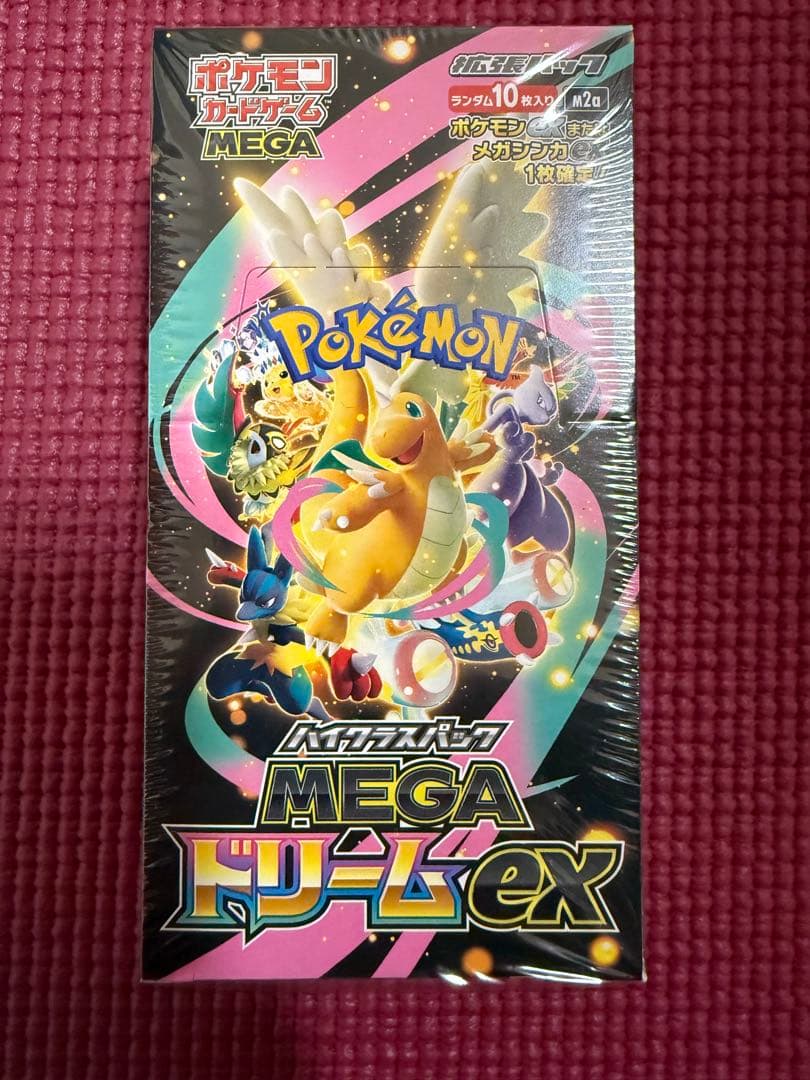 ポケモン
カードゲーム™
MEGA
拡張パック
ランダム10枚入り M2a
ポケモンexまたは
メガシンカex
1枚確定!!
POKéMON
TM
ハイクラスパック
MEGA
ドリームex